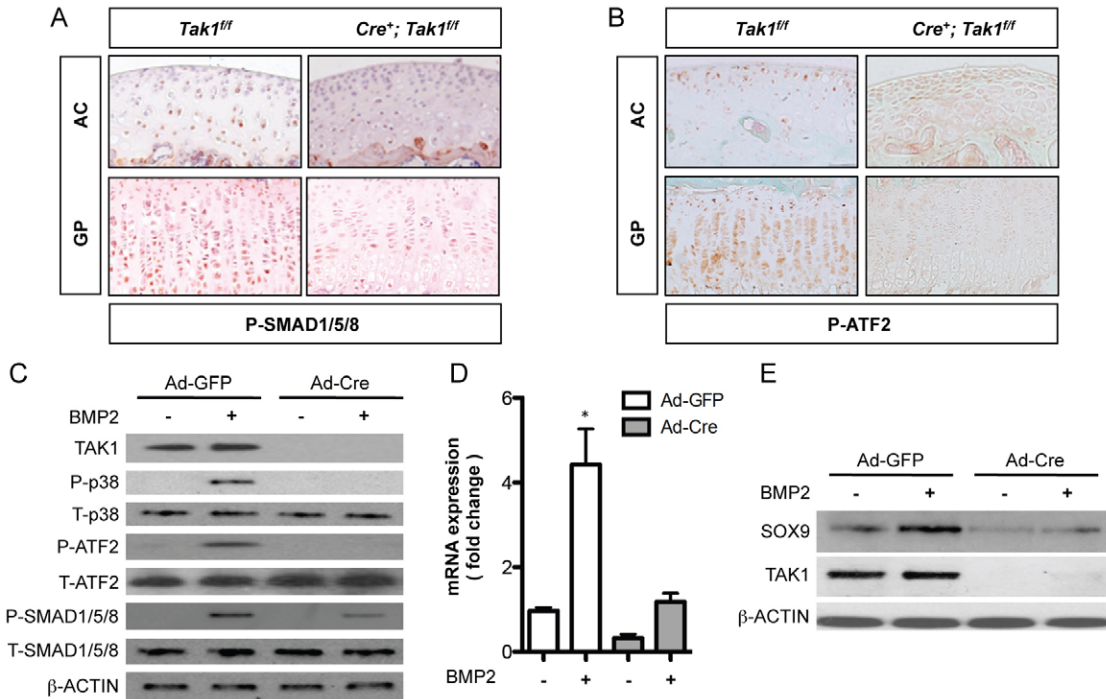 A
Tak1f/f
Cre+; Tak1f/f
AC
GP
P-SMAD1/5/8
B
Tak1f/f
Cre+; Tak1f/f
AC
GP
P-ATF2
C
Ad-GFP Ad-Cre
BMP2 - + - +
TAK1
P-p38
T-p38
P-ATF2
T-ATF2
P-SMAD1/5/8
T-SMAD1/5/8
β-ACTIN
D
mRNA expression
( fold change )
6
4
2
0
*
Ad-GFP
Ad-Cre
BMP2 - + - +
E
Ad-GFP Ad-Cre
BMP2 - + - +
SOX9
TAK1
β-ACTIN